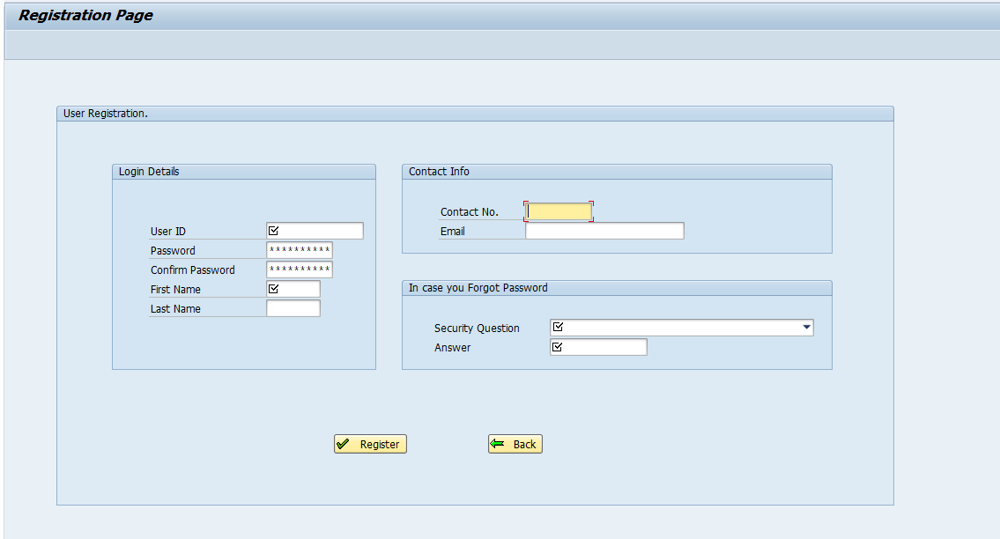 Registration Page
User Registration.
Login Details
User ID
Password **********
Confirm Password **********
First Name
Last Name
Contact Info
Contact No.
Email
In case you Forgot Password
Security Question
Answer
Register
Back